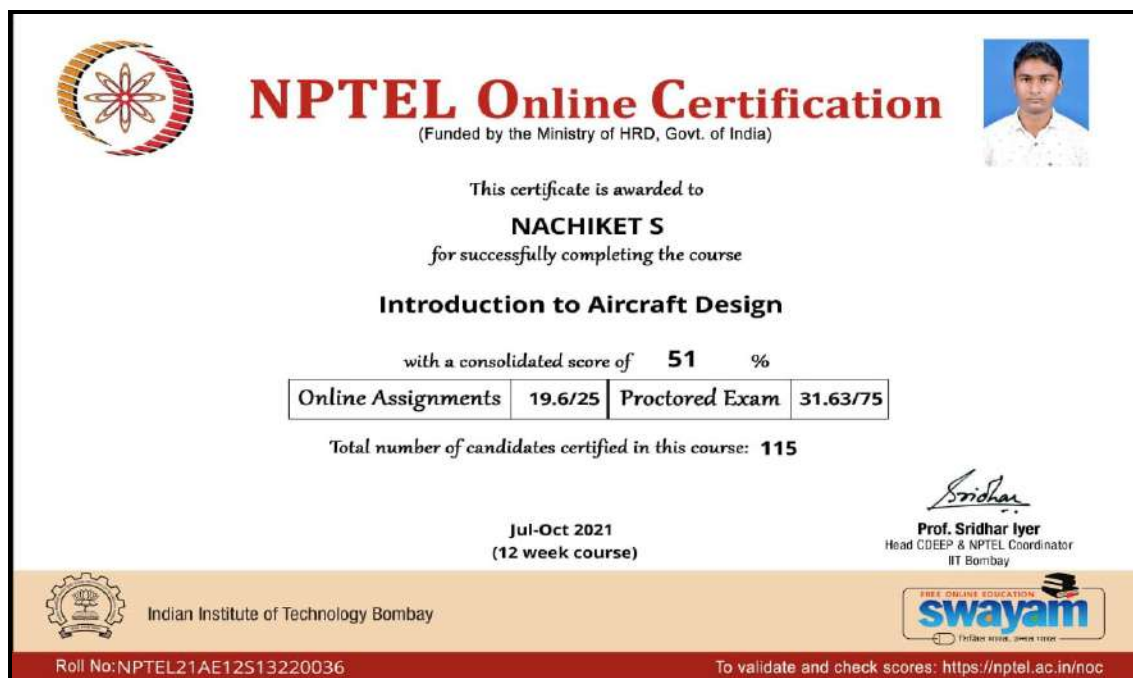 NPTEL Online Certification
(Funded by the Ministry of HRD, Govt. of India)
This certificate is awarded to
NACHIKET S
for successfully completing the course
Introduction to Aircraft Design
with a consolidated score of 51 %
Online Assignments 19.6/25 Proctored Exam 31.63/75
Total number of candidates certified in this course: 115
Sridhar
Jul-Oct 2021
(12 week course)
Prof. Sridhar Iyer
Head CDEEP & NPTEL Coordinator
IIT Bombay
Indian Institute of Technology Bombay
FREE ONLINE EDUCATION
swayam
Roll No:NPTEL21AE12S13220036
To validate and check scores: https://nptel.ac.in/noc